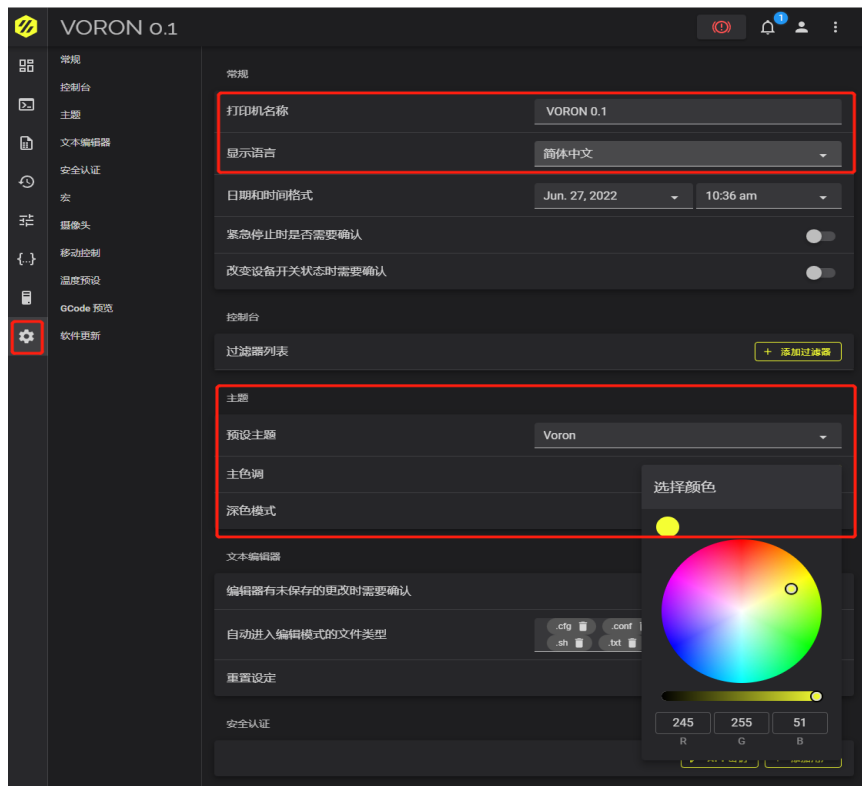 VORON 0.1
1
常规
控制台
主题
文本编辑器
安全认证
宏
摄像头
移动控制
温度预设
GCode 预览
软件更新
常规
打印机名称 VORON 0.1
显示语言 简体中文
日期和时间格式 Jun. 27, 2022 10:36 am
紧急停止时是否需要确认
改变设备开关状态时需要确认
控制台
过滤器列表 + 添加过滤器
主题
预设主题 Voron
主色调
深色模式
选择颜色
文本编辑器
编辑器有未保存的更改时需要确认
自动进入编辑模式的文件类型 .cfg .conf
.sh .txt
重置设定
245 255 51
R G B
安全认证